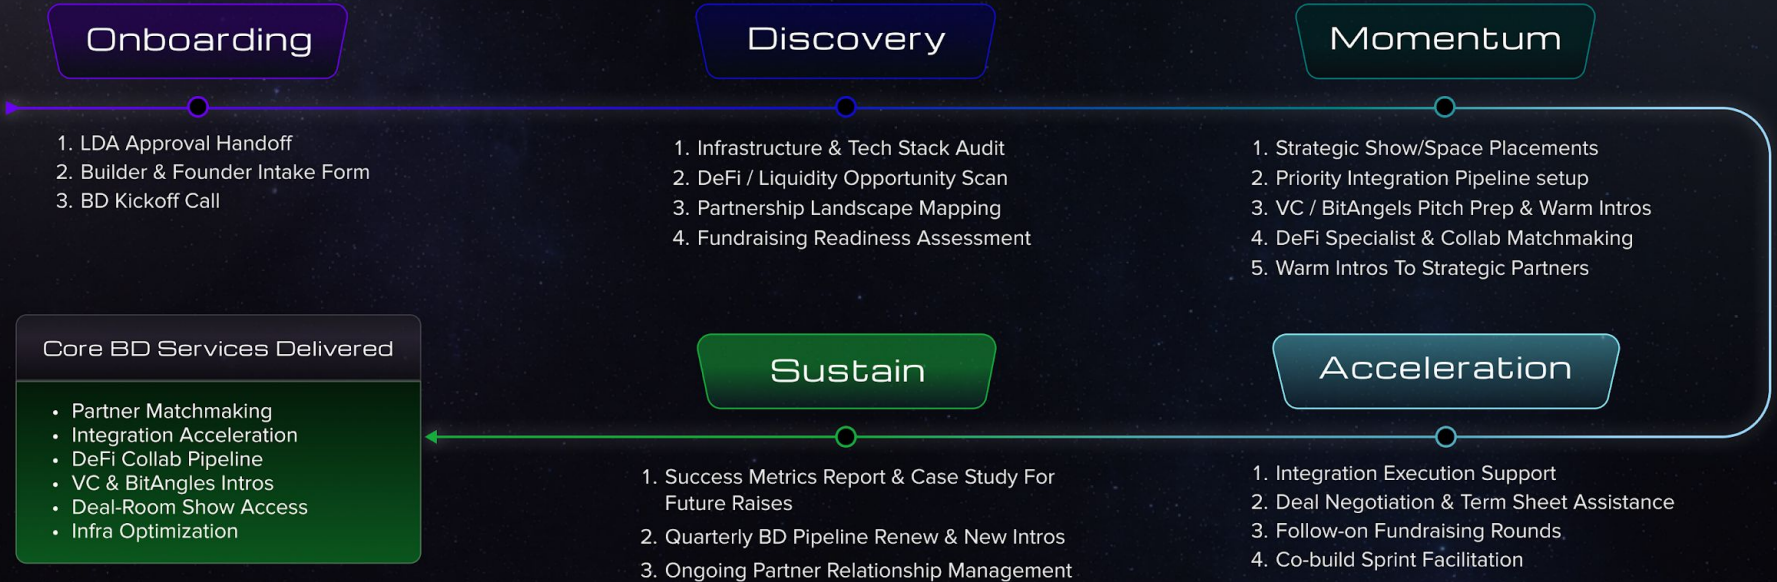 Onboarding
1. LDA Approval Handoff
2. Builder & Founder Intake Form
3. BD Kickoff Call
Discovery
1. Infrastructure & Tech Stack Audit
2. DeFi / Liquidity Opportunity Scan
3. Partnership Landscape Mapping
4. Fundraising Readiness Assessment
Momentum
1. Strategic Show/Space Placements
2. Priority Integration Pipeline setup
3. VC / BitAngels Pitch Prep & Warm Intros
4. DeFi Specialist & Collab Matchmaking
5. Warm Intros To Strategic Partners
Acceleration
1. Integration Execution Support
2. Deal Negotiation & Term Sheet Assistance
3. Follow-on Fundraising Rounds
4. Co-build Sprint Facilitation
Sustain
1. Success Metrics Report & Case Study For
Future Raises
2. Quarterly BD Pipeline Renew & New Intros
3. Ongoing Partner Relationship Management
Core BD Services Delivered
• Partner Matchmaking
• Integration Acceleration
• DeFi Collab Pipeline
• VC & BitAngles Intros
• Deal-Room Show Access
• Infra Optimization